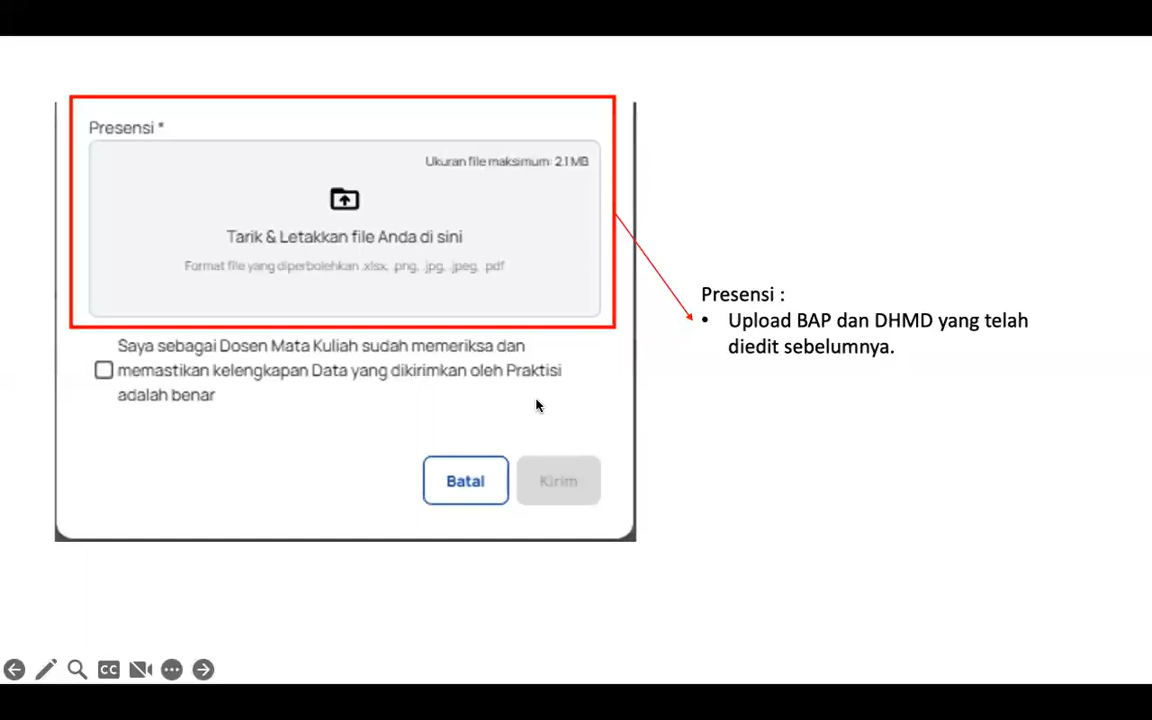 Presensi *
Ukuran file maksimum: 2.1 MB
Tarik & Letakkan file Anda di sini
Format file yang diperbolehkan .xlsx, .png, .jpg, .jpeg, .pdf
Saya sebagai Dosen Mata Kuliah sudah memeriksa dan
memastikan kelengkapan Data yang dikirimkan oleh Praktisi
adalah benar
Batal
Kirim
Presensi :
• Upload BAP dan DHMD yang telah
diedit sebelumnya.
CC